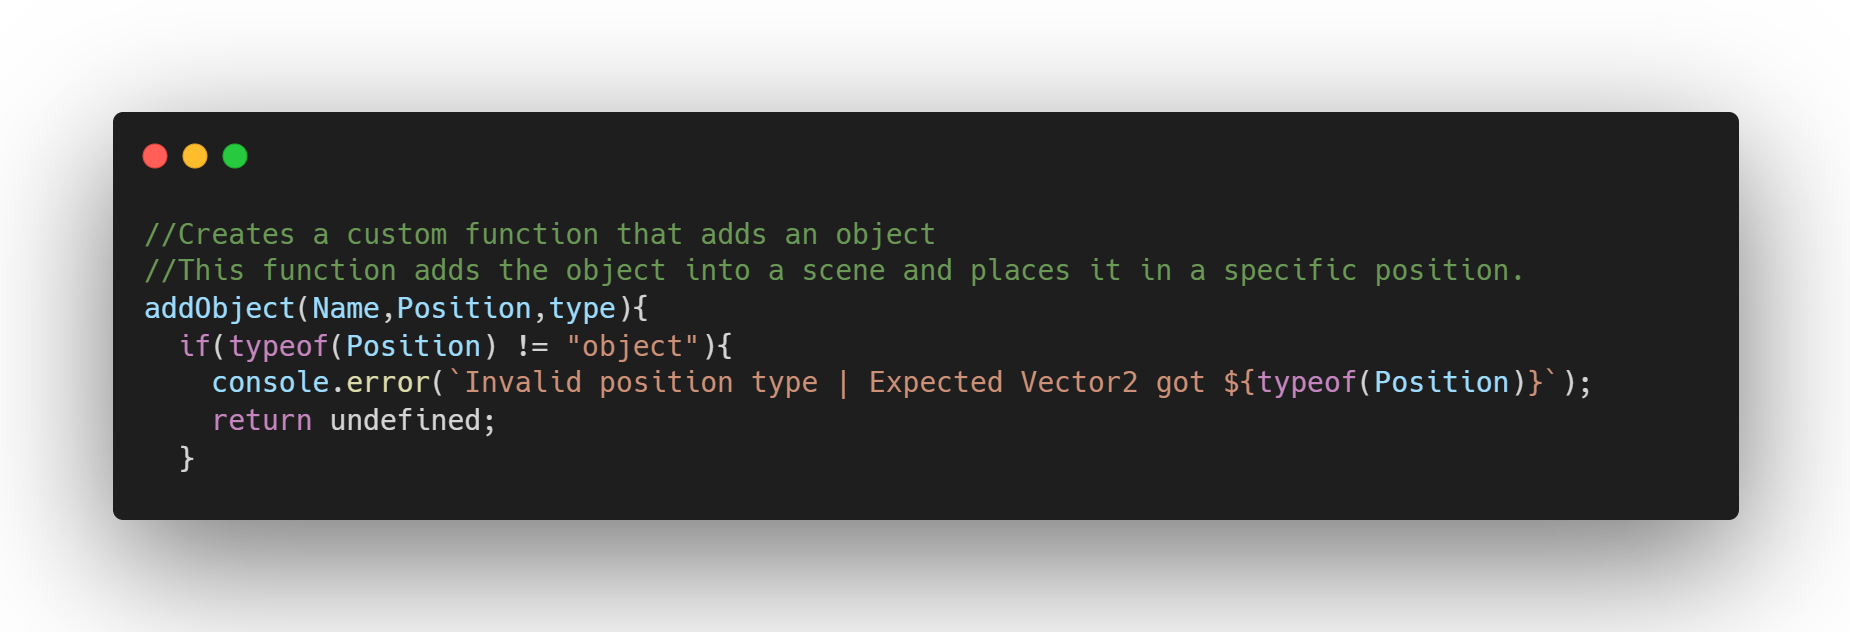 //Creates a custom function that adds an object
//This function adds the object into a scene and places it in a specific position.
addObject(Name,Position,type){
  if(typeof(Position) != "object"){
    console.error(`Invalid position type | Expected Vector2 got ${typeof(Position)}`);
    return undefined;
  }